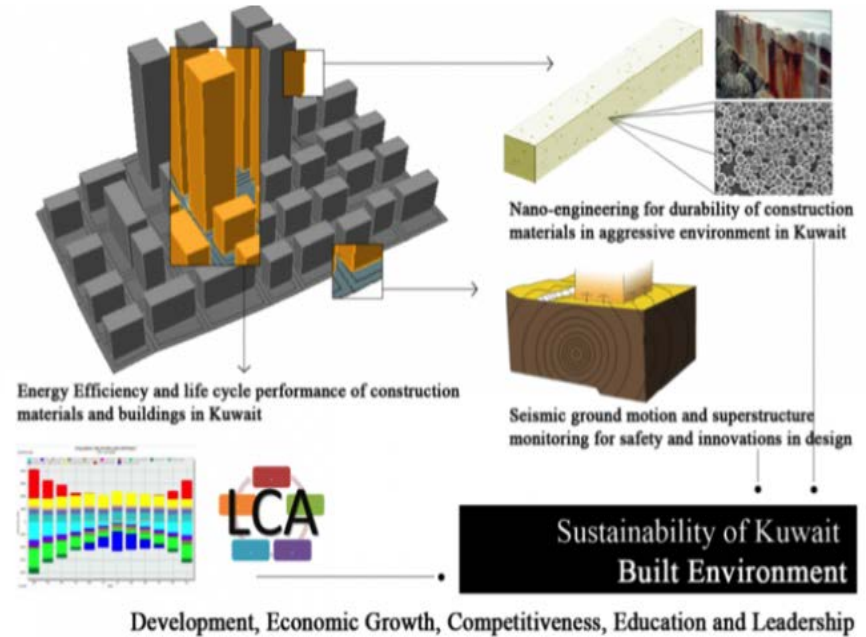 Nano-engineering for durability of construction
materials in aggressive environment in Kuwait
Energy Efficiency and life cycle performance of construction
materials and buildings in Kuwait
Seismic ground motion and superstructure
monitoring for safety and innovations in design
LCA
Sustainability of Kuwait
Built Environment
Development, Economic Growth, Competitiveness, Education and Leadership